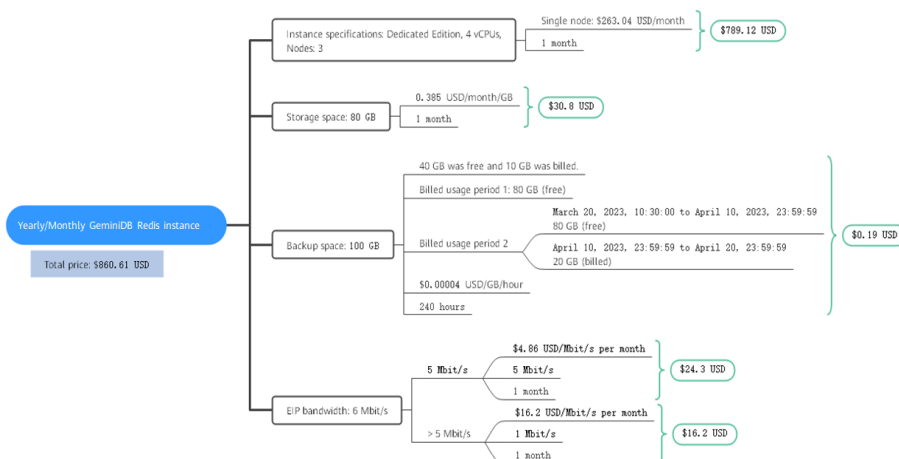 Yearly/Monthly GeminiDB Redis instance
Total price: $860.61 USD
Instance specifications: Dedicated Edition, 4 vCPUs,
Nodes: 3
Single node: $263.04 USD/month
1 month
$789.12 USD
Storage space: 80 GB
0.385 USD/month/GB
1 month
$30.8 USD
Backup space: 100 GB
40 GB was free and 10 GB was billed.
Billed usage period 1: 80 GB (free)
Billed usage period 2
March 20, 2023, 10:30:00 to April 10, 2023, 23:59:59
80 GB (free)
April 10, 2023, 23:59:59 to April 20, 23:59:59
20 GB (billed)
$0.00004 USD/GB/hour
240 hours
$0.19 USD
EIP bandwidth: 6 Mbit/s
5 Mbit/s
$4.86 USD/Mbit/s per month
5 Mbit/s
1 month
$24.3 USD
> 5 Mbit/s
$16.2 USD/Mbit/s per month
1 Mbit/s
1 month
$16.2 USD